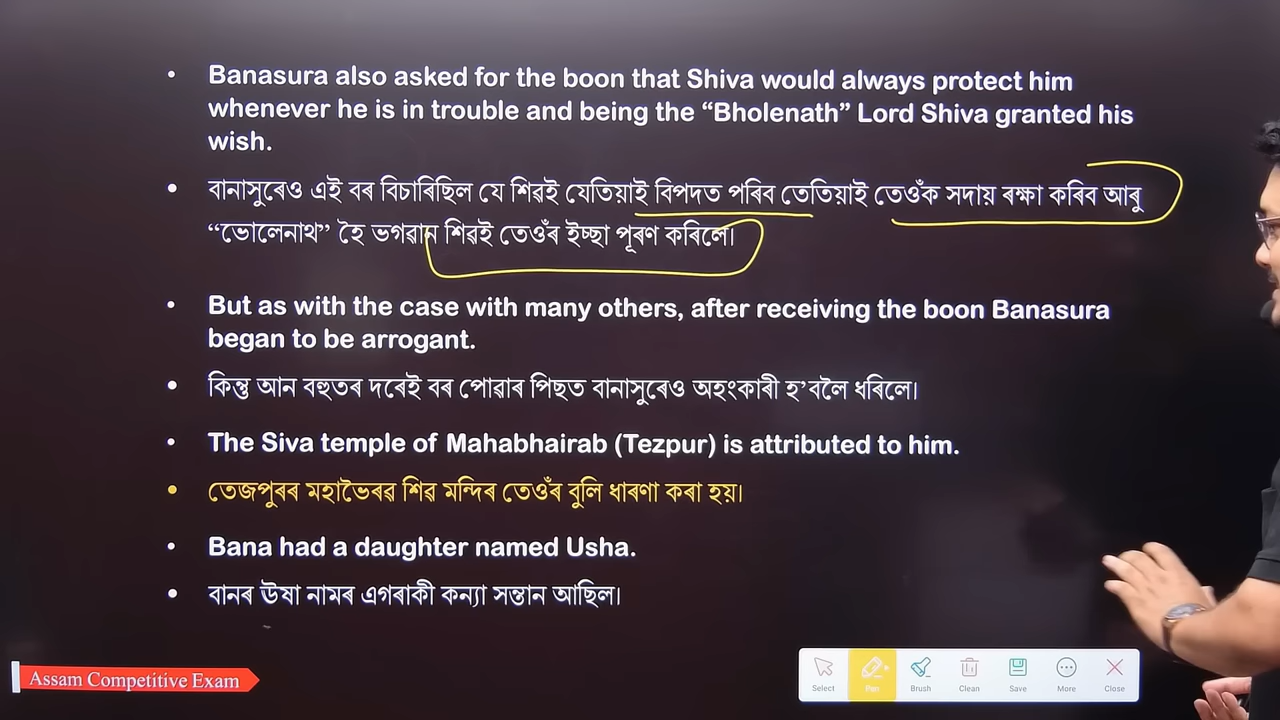 • Banasura also asked for the boon that Shiva would always protect him
whenever he is in trouble and being the “Bholenath” Lord Shiva granted his
wish.
• বানাসুৰেও এই বৰ বিচাৰিছিল যে শিৱই যেতিয়াই বিপদত পৰিব তেতিয়াই তেওঁক সদায় ৰক্ষা কৰিব আৰু
“ভোলেনাথ” হৈ ভগৱান শিৱই তেওঁৰ ইচ্ছা পূৰণ কৰিলে।
• But as with the case with many others, after receiving the boon Banasura
began to be arrogant.
• কিন্তু আন বহুতৰ দৰেই বৰ পোৱাৰ পিছত বানাসুৰেও অহংকাৰী হ’বলৈ ধৰিলে।
• The Siva temple of Mahabhairab (Tezpur) is attributed to him.
• তেজপুৰৰ মহাভৈৰৱ শিৱ মন্দিৰ তেওঁৰ বুলি ধাৰণা কৰা হয়।
• Bana had a daughter named Usha.
• বানৰ ঊষা নামৰ এগৰাকী কন্যা সন্তান আছিল।
Assam Competitive Exam
Select Pen Brush Clean Save More Close